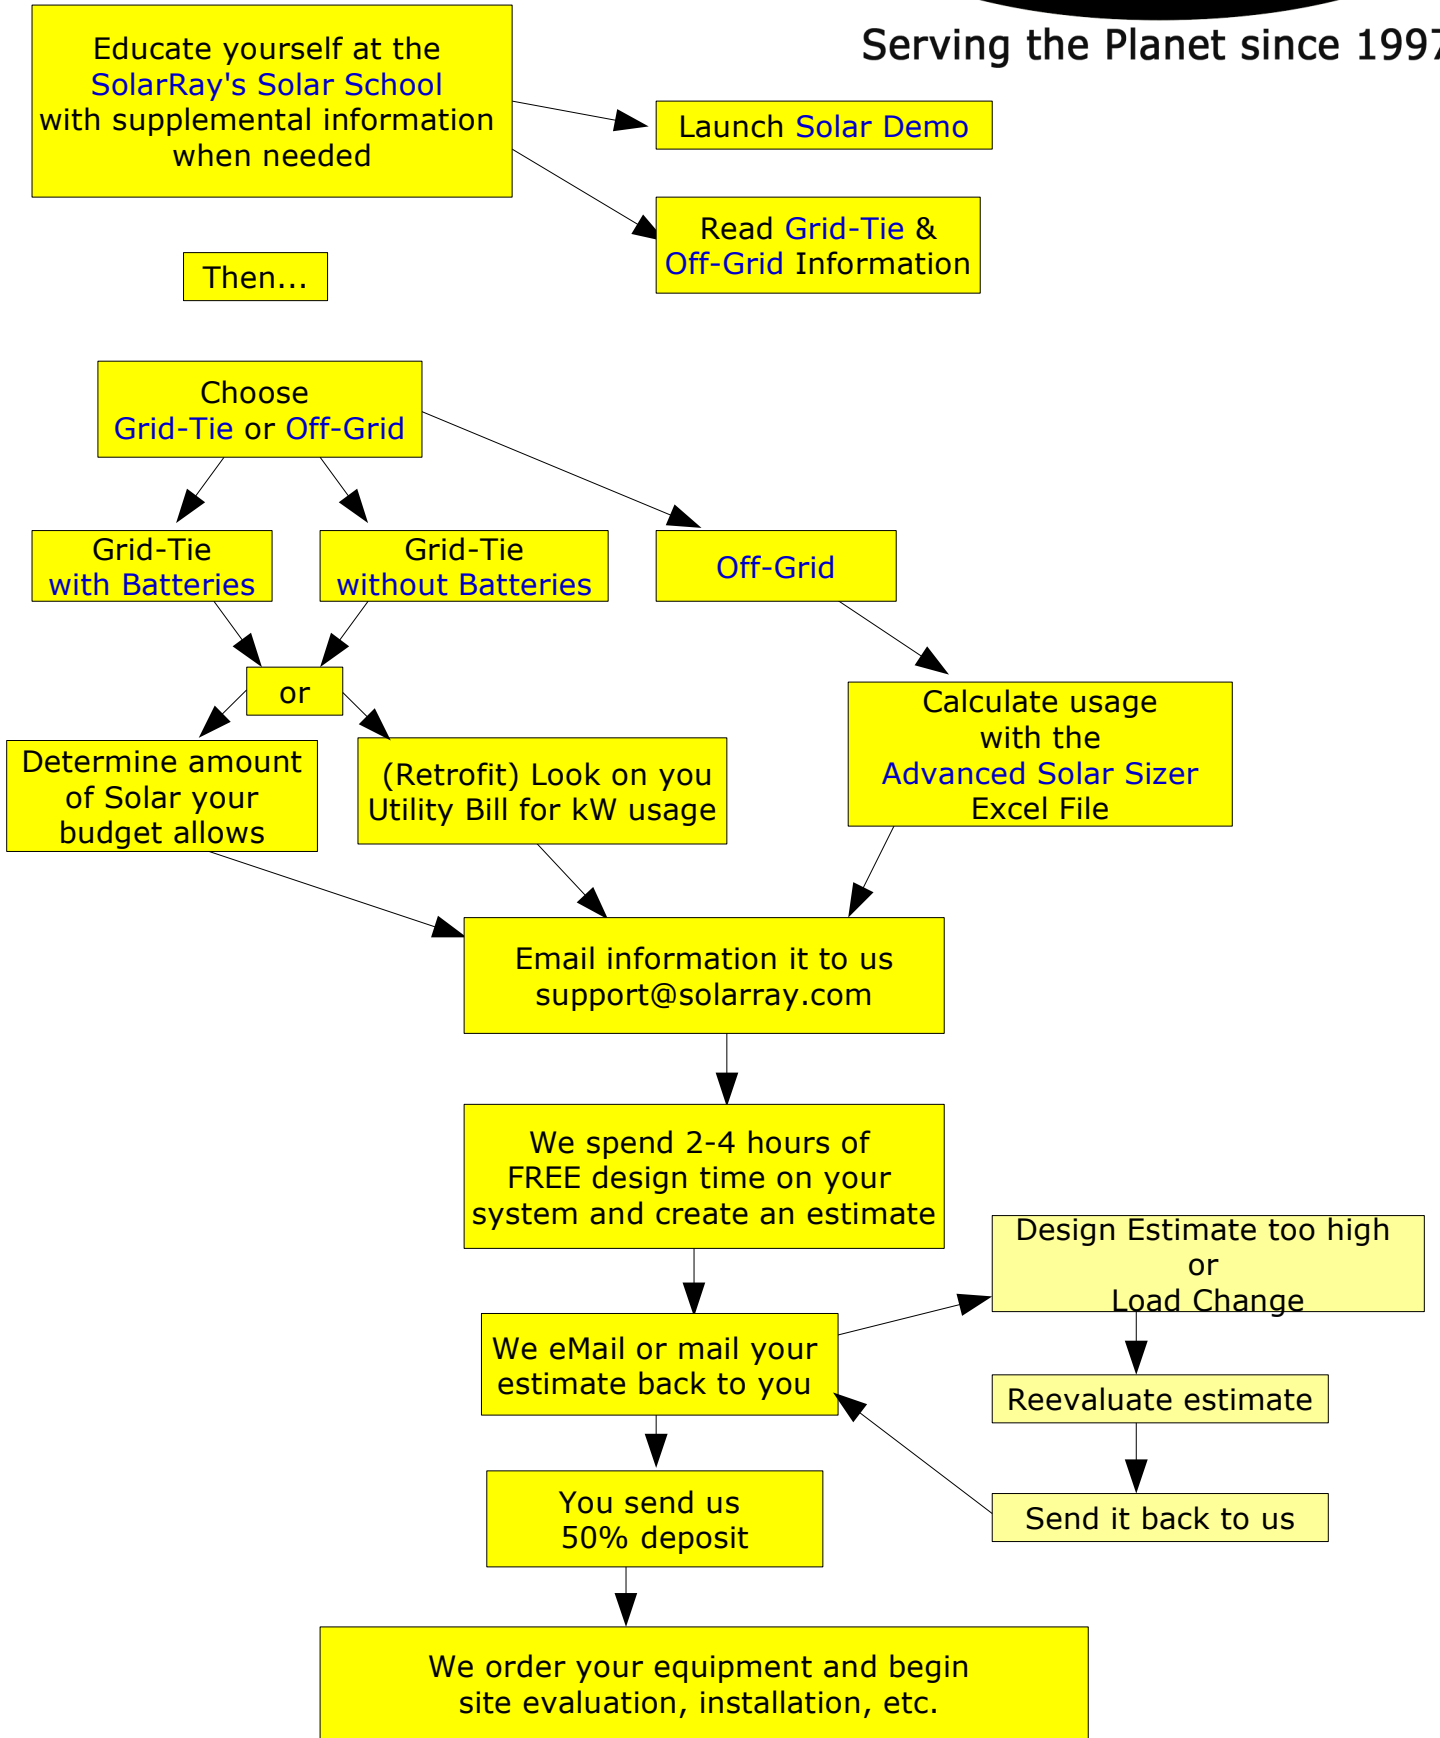 Serving the Planet since 1997
Educate yourself at the
SolarRay's Solar School
with supplemental information
when needed
Launch Solar Demo
Read Grid-Tie &
Off-Grid Information
Then...
Choose
Grid-Tie or Off-Grid
Grid-Tie
with Batteries
Grid-Tie
without Batteries
Off-Grid
or
Determine amount
of Solar your
budget allows
(Retrofit) Look on you
Utility Bill for kW usage
Calculate usage
with the
Advanced Solar Sizer
Excel File
Email information it to us
support@solarray.com
We spend 2-4 hours of
FREE design time on your
system and create an estimate
Design Estimate too high
or
Load Change
We eMail or mail your
estimate back to you
Reevaluate estimate
Send it back to us
You send us
50% deposit
We order your equipment and begin
site evaluation, installation, etc.